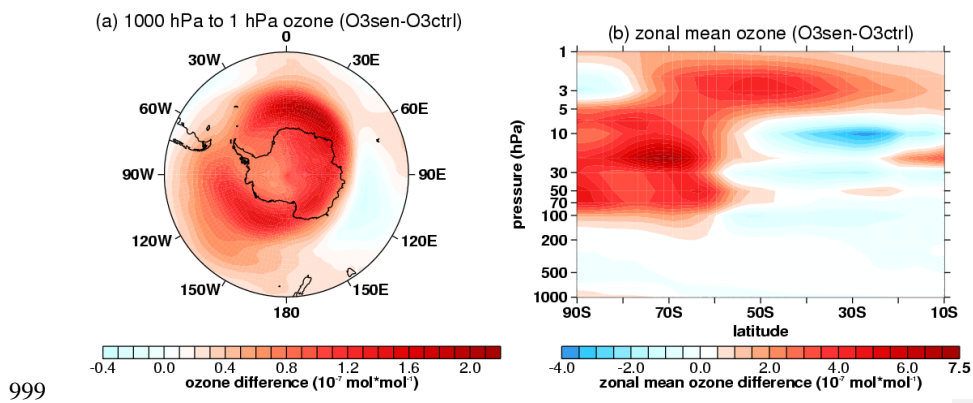 (a) 1000 hPa to 1 hPa ozone (O3sen-O3ctrl)
0
30W 30E
60W 60E
90W 90E
120W 120E
150W 150E
180
-0.4 0.0 0.4 0.8 1.2 1.6 2.0
ozone difference (10⁻⁷ mol*mol⁻¹)
(b) zonal mean ozone (O3sen-O3ctrl)
pressure (hPa)
1
3
5
10
30
50
70
100
200
500
1000
90S 70S 50S 30S 10S
latitude
-4.0 -2.0 0.0 2.0 4.0 6.0 7.5
zonal mean ozone difference (10⁻⁷ mol*mol⁻¹)
999